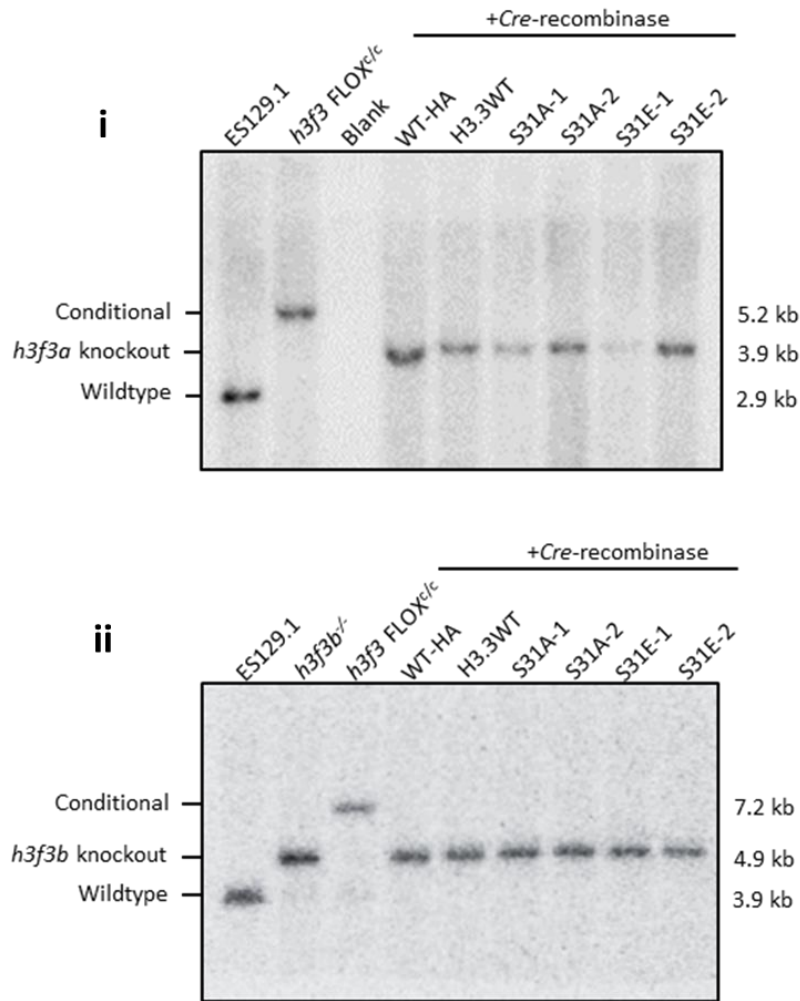 +Cre-recombinase
i
ES129.1
h3f3 FLOXc/c
Blank
WT-HA
H3.3WT
S31A-1
S31A-2
S31E-1
S31E-2
Conditional
5.2 kb
h3f3a knockout
3.9 kb
Wildtype
2.9 kb
+Cre-recombinase
ii
ES129.1
h3f3b-/-
h3f3 FLOXc/c
WT-HA
H3.3WT
S31A-1
S31A-2
S31E-1
S31E-2
Conditional
7.2 kb
h3f3b knockout
4.9 kb
Wildtype
3.9 kb